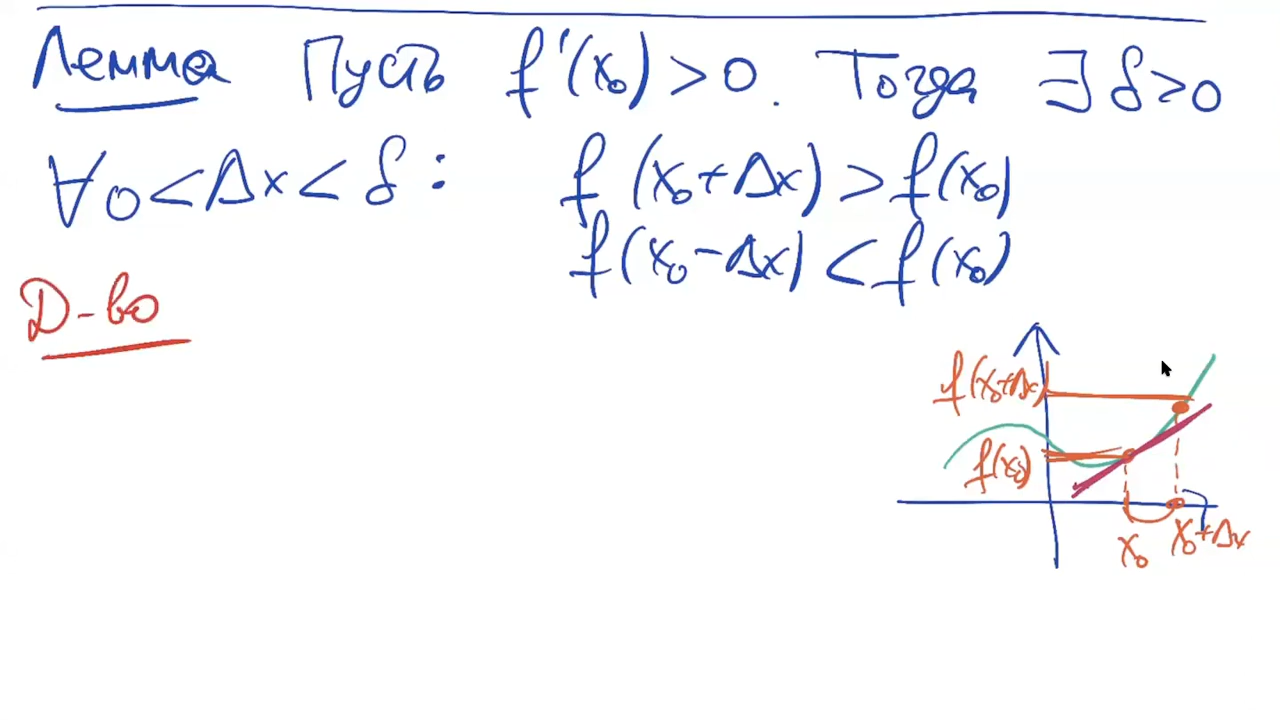 Лемма Пусть f'(x₀) > 0. Тогда ∃ δ > 0
∀ 0 < Δx < δ : f(x₀ + Δx) > f(x₀)
f(x₀ - Δx) < f(x₀)
Д-во
f(x₀+Δx)
f(x₀)
x₀ x₀+Δx